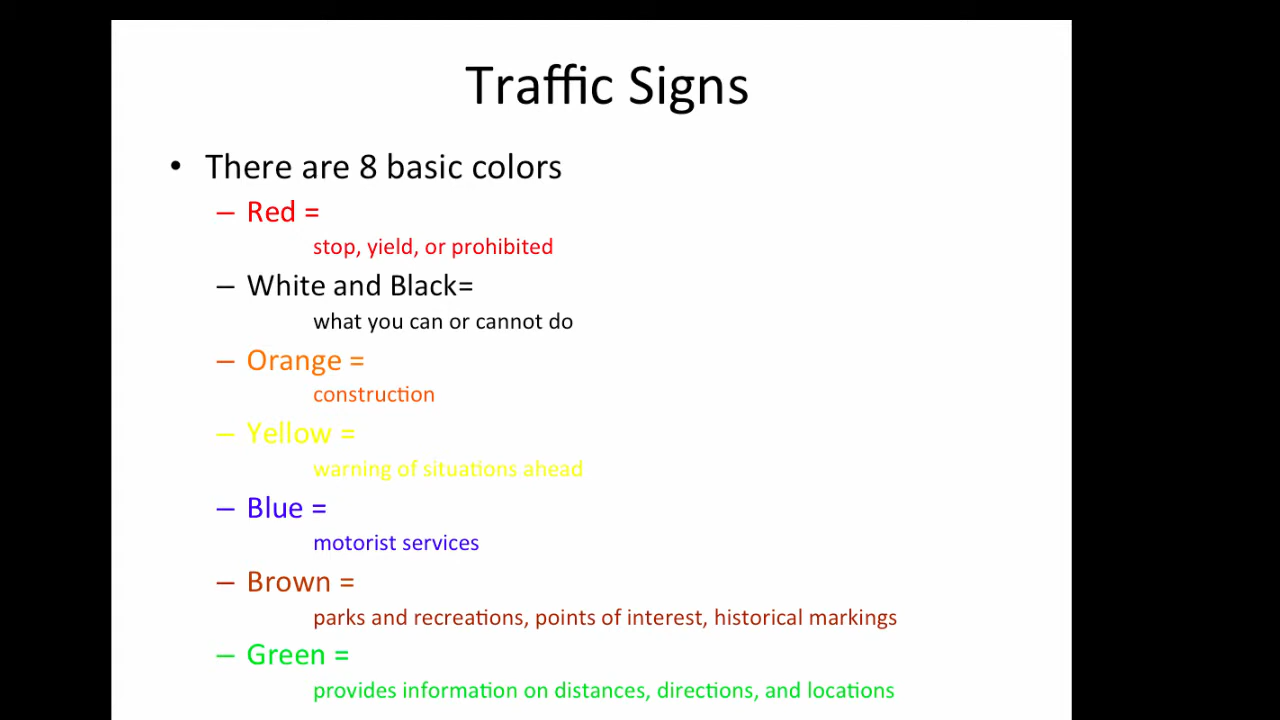 Traffic Signs
• There are 8 basic colors
– Red =
stop, yield, or prohibited
– White and Black=
what you can or cannot do
– Orange =
construction
– Yellow =
warning of situations ahead
– Blue =
motorist services
– Brown =
parks and recreations, points of interest, historical markings
– Green =
provides information on distances, directions, and locations